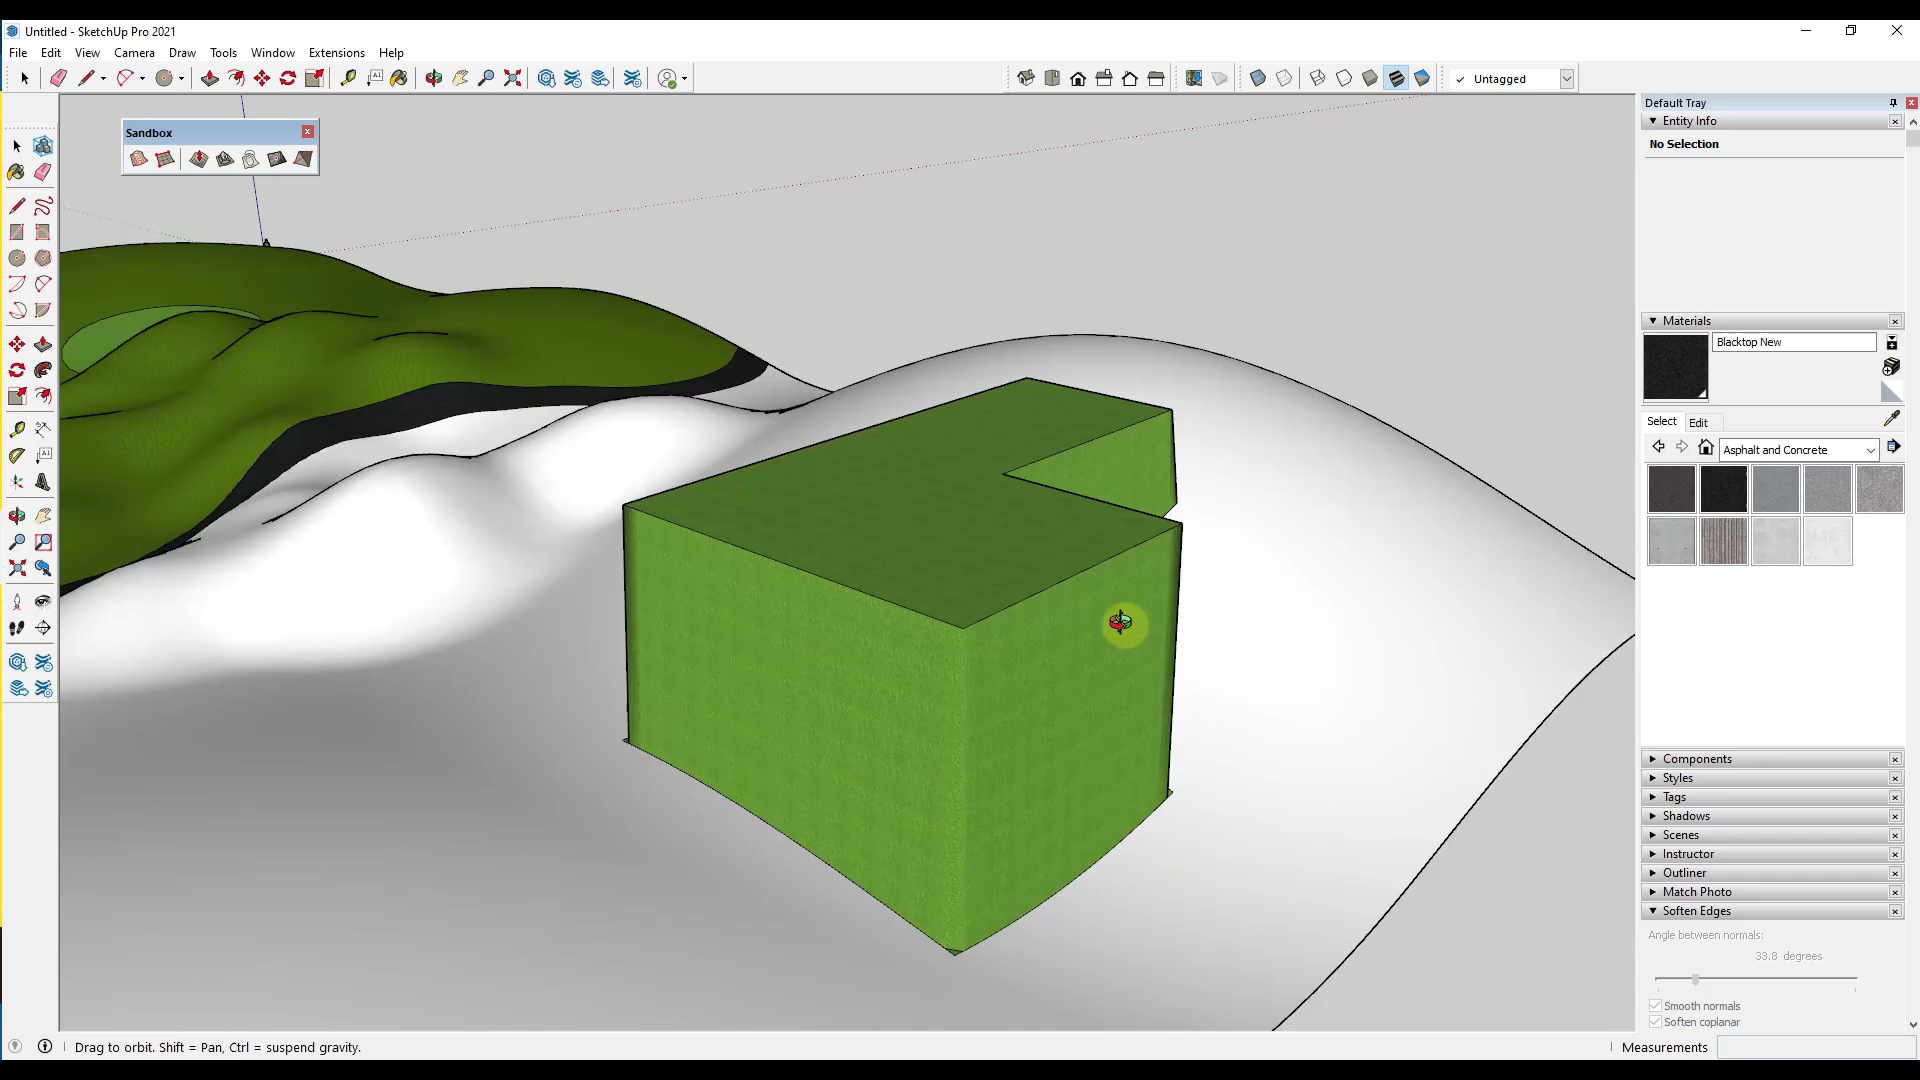 Untitled - SketchUp Pro 2021
File Edit View Camera Draw Tools Window Extensions Help
A1
Untagged
Sandbox
Default Tray
Entity Info
No Selection
Materials
Blacktop New
Select Edit
Asphalt and Concrete
A1
Components
Styles
Tags
Shadows
Scenes
Instructor
Outliner
Match Photo
Soften Edges
Angle between normals:
33.8 degrees
Smooth normals
Soften coplanar
Drag to orbit. Shift = Pan, Ctrl = suspend gravity.
Measurements